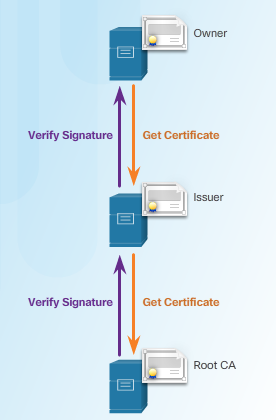 Owner
Verify Signature
Get Certificate
Issuer
Verify Signature
Get Certificate
Root CA